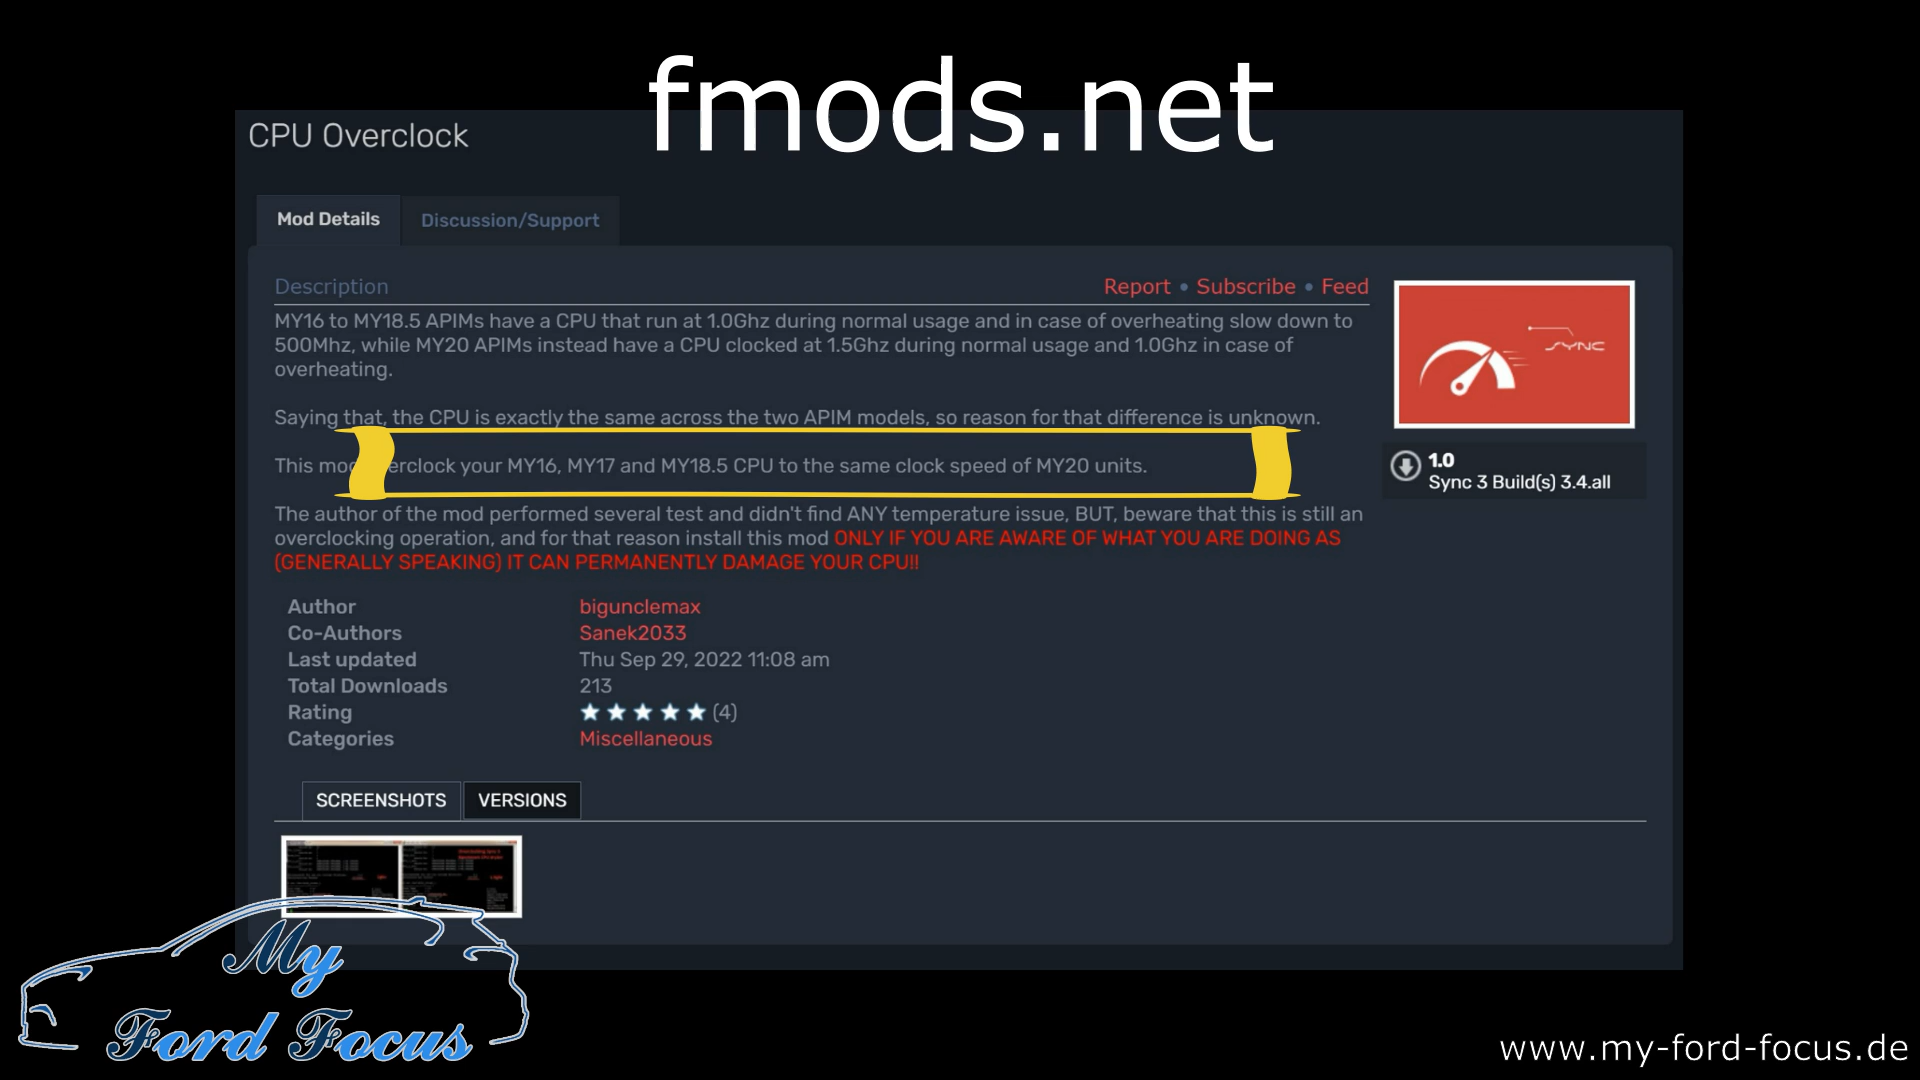 fmods.net
CPU Overclock
Mod Details
Discussion/Support
Description
Report • Subscribe • Feed
MY16 to MY18.5 APIMs have a CPU that run at 1.0Ghz during normal usage and in case of overheating slow down to
500Mhz, while MY20 APIMs instead have a CPU clocked at 1.5Ghz during normal usage and 1.0Ghz in case of
overheating.
Saying that, the CPU is exactly the same across the two APIM models, so reason for that difference is unknown.
This mod erclock your MY16, MY17 and MY18.5 CPU to the same clock speed of MY20 units.
The author of the mod performed several test and didn't find ANY temperature issue, BUT, beware that this is still an
overclocking operation, and for that reason install this mod ONLY IF YOU ARE AWARE OF WHAT YOU ARE DOING AS
(GENERALLY SPEAKING) IT CAN PERMANENTLY DAMAGE YOUR CPU!!
SYNC
1.0
Sync 3 Build(s) 3.4.all
Author bigunclemax
Co-Authors Sanek2033
Last updated Thu Sep 29, 2022 11:08 am
Total Downloads 213
Rating (4)
Categories Miscellaneous
SCREENSHOTS
VERSIONS
My
Ford Focus
www.my-ford-focus.de